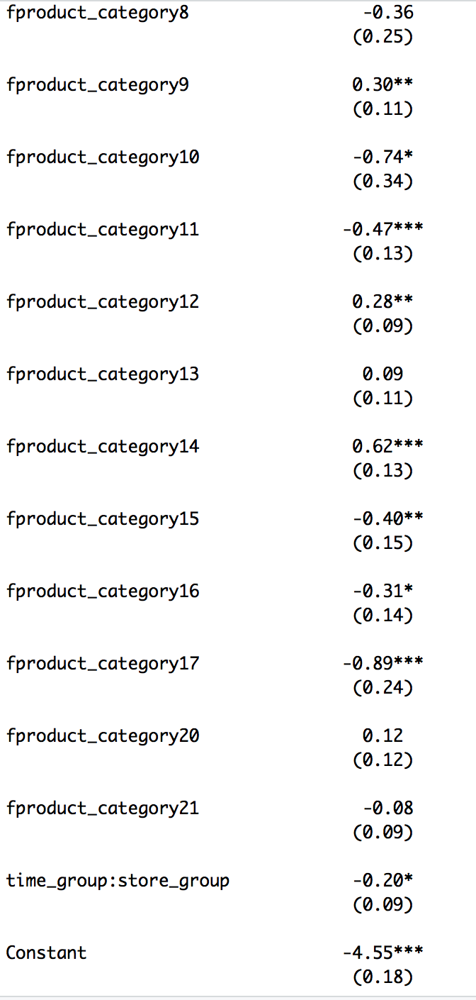 fproduct_category8 -0.36
(0.25)
fproduct_category9 0.30**
(0.11)
fproduct_category10 -0.74*
(0.34)
fproduct_category11 -0.47***
(0.13)
fproduct_category12 0.28**
(0.09)
fproduct_category13 0.09
(0.11)
fproduct_category14 0.62***
(0.13)
fproduct_category15 -0.40**
(0.15)
fproduct_category16 -0.31*
(0.14)
fproduct_category17 -0.89***
(0.24)
fproduct_category20 0.12
(0.12)
fproduct_category21 -0.08
(0.09)
time_group:store_group -0.20*
(0.09)
Constant -4.55***
(0.18)